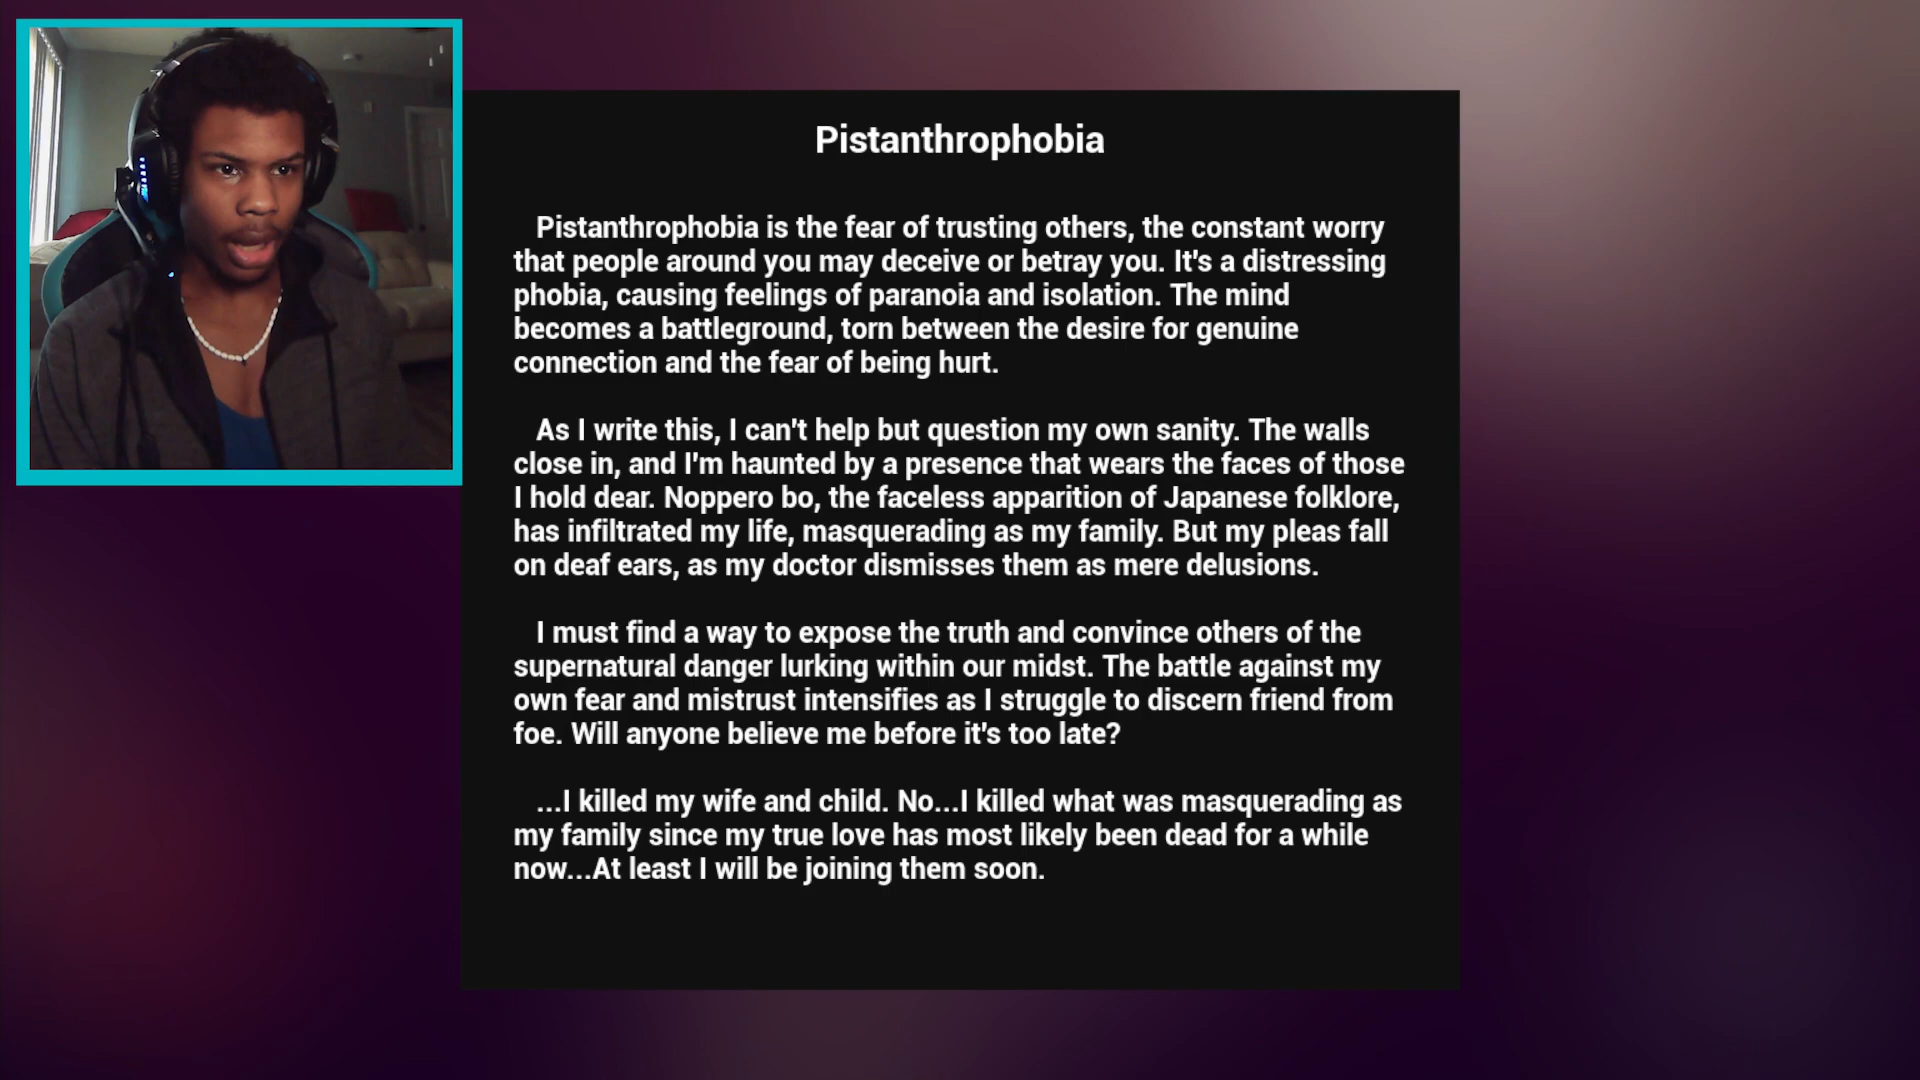 Pistanthrophobia
Pistanthrophobia is the fear of trusting others, the constant worry
that people around you may deceive or betray you. It's a distressing
phobia, causing feelings of paranoia and isolation. The mind
becomes a battleground, torn between the desire for genuine
connection and the fear of being hurt.
As I write this, I can't help but question my own sanity. The walls
close in, and I'm haunted by a presence that wears the faces of those
I hold dear. Noppero bo, the faceless apparition of Japanese folklore,
has infiltrated my life, masquerading as my family. But my pleas fall
on deaf ears, as my doctor dismisses them as mere delusions.
I must find a way to expose the truth and convince others of the
supernatural danger lurking within our midst. The battle against my
own fear and mistrust intensifies as I struggle to discern friend from
foe. Will anyone believe me before it's too late?
...I killed my wife and child. No...I killed what was masquerading as
my family since my true love has most likely been dead for a while
now...At least I will be joining them soon.